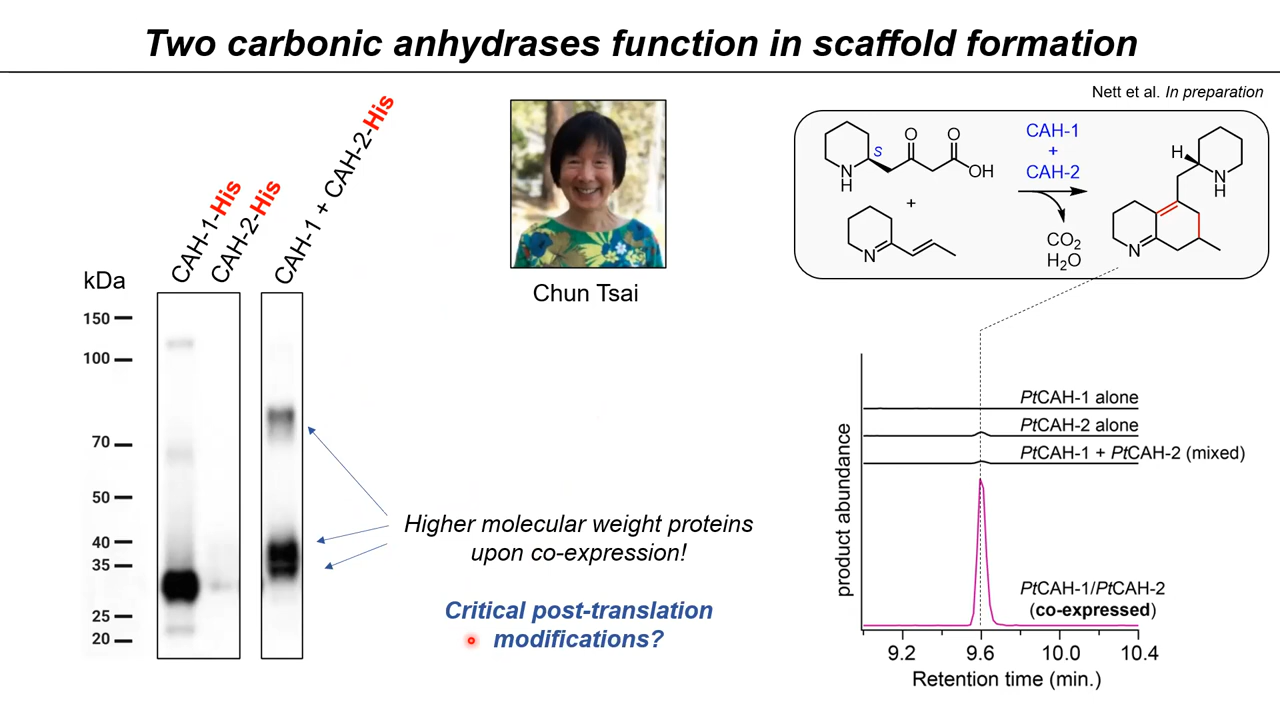 Two carbonic anhydrases function in scaffold formation
Nett et al. In preparation
CAH-1-His
CAH-2-His
CAH-1 + CAH-2-His
kDa
150
100
70
50
40
35
25
20
Chun Tsai
Higher molecular weight proteins
upon co-expression!
Critical post-translation
modifications?
NH
S
O
O
OH
+
N
CAH-1
+
CAH-2
CO2
H2O
H
NH
N
product abundance
PtCAH-1 alone
PtCAH-2 alone
PtCAH-1 + PtCAH-2 (mixed)
PtCAH-1/PtCAH-2
(co-expressed)
9.2 9.6 10.0 10.4
Retention time (min.)